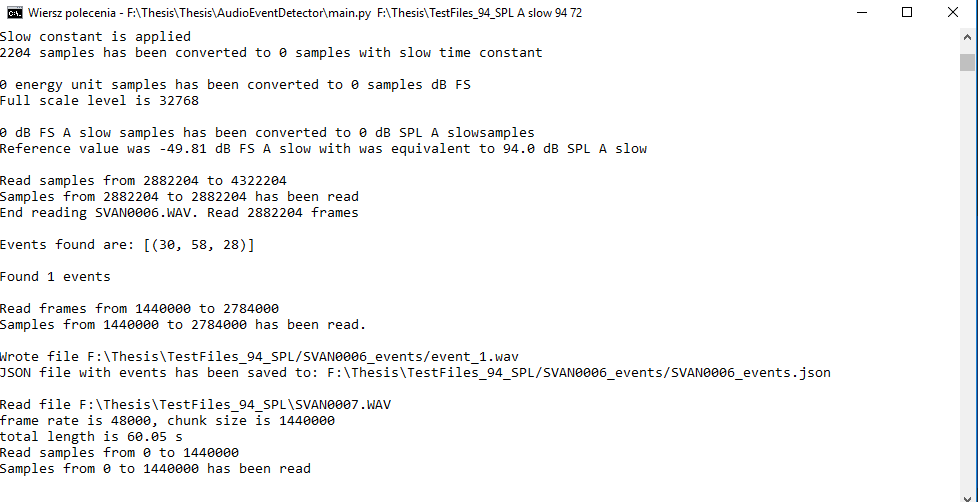 Wiersz polecenia - F:\Thesis\Thesis\AudioEventDetector\main.py F:\Thesis\TestFiles_94_SPL A slow 94 72
Slow constant is applied
2204 samples has been converted to 0 samples with slow time constant
0 energy unit samples has been converted to 0 samples dB FS
Full scale level is 32768
0 dB FS A slow samples has been converted to 0 dB SPL A slowsamples
Reference value was -49.81 dB FS A slow with was equivalent to 94.0 dB SPL A slow
Read samples from 2882204 to 4322204
Samples from 2882204 to 2882204 has been read
End reading SVAN0006.WAV. Read 2882204 frames
Events found are: [(30, 58, 28)]
Found 1 events
Read frames from 1440000 to 2784000
Samples from 1440000 to 2784000 has been read.
Wrote file F:\Thesis\TestFiles_94_SPL/SVAN0006_events/event_1.wav
JSON file with events has been saved to: F:\Thesis\TestFiles_94_SPL/SVAN0006_events/SVAN0006_events.json
Read file F:\Thesis\TestFiles_94_SPL\SVAN0007.WAV
frame rate is 48000, chunk size is 1440000
total length is 60.05 s
Read samples from 0 to 1440000
Samples from 0 to 1440000 has been read